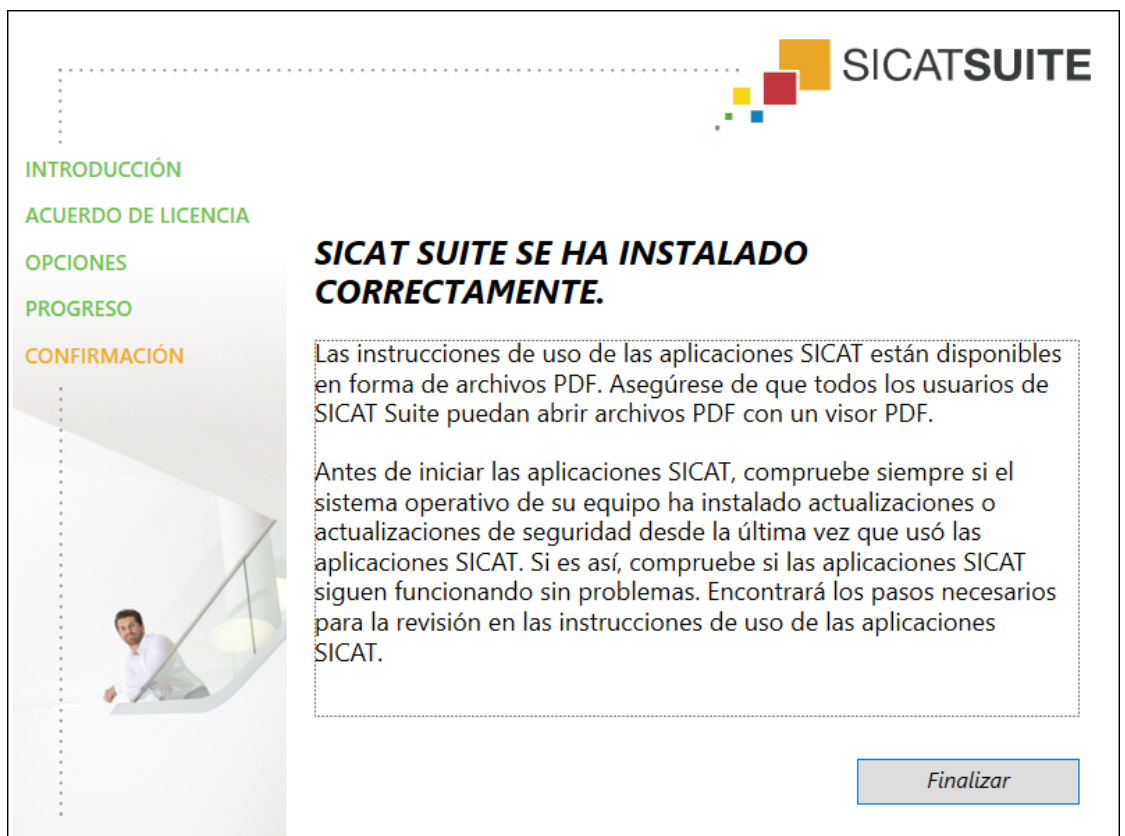 SICATSUITE
INTRODUCCIÓN
ACUERDO DE LICENCIA
OPCIONES
PROGRESO
CONFIRMACIÓN
SICAT SUITE SE HA INSTALADO
CORRECTAMENTE.
Las instrucciones de uso de las aplicaciones SICAT están disponibles
en forma de archivos PDF. Asegúrese de que todos los usuarios de
SICAT Suite puedan abrir archivos PDF con un visor PDF.
Antes de iniciar las aplicaciones SICAT, compruebe siempre si el
sistema operativo de su equipo ha instalado actualizaciones o
actualizaciones de seguridad desde la última vez que usó las
aplicaciones SICAT. Si es así, compruebe si las aplicaciones SICAT
siguen funcionando sin problemas. Encontrará los pasos necesarios
para la revisión en las instrucciones de uso de las aplicaciones
SICAT.
Finalizar